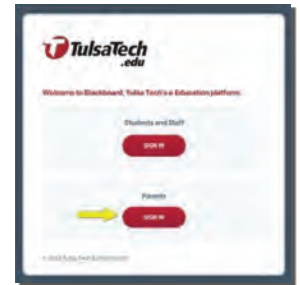 TulsaTech
.edu
Welcome to Blackboard, Tulsa Tech's e-Education platform.
Students and Staff
SIGN IN
Parents
SIGN IN